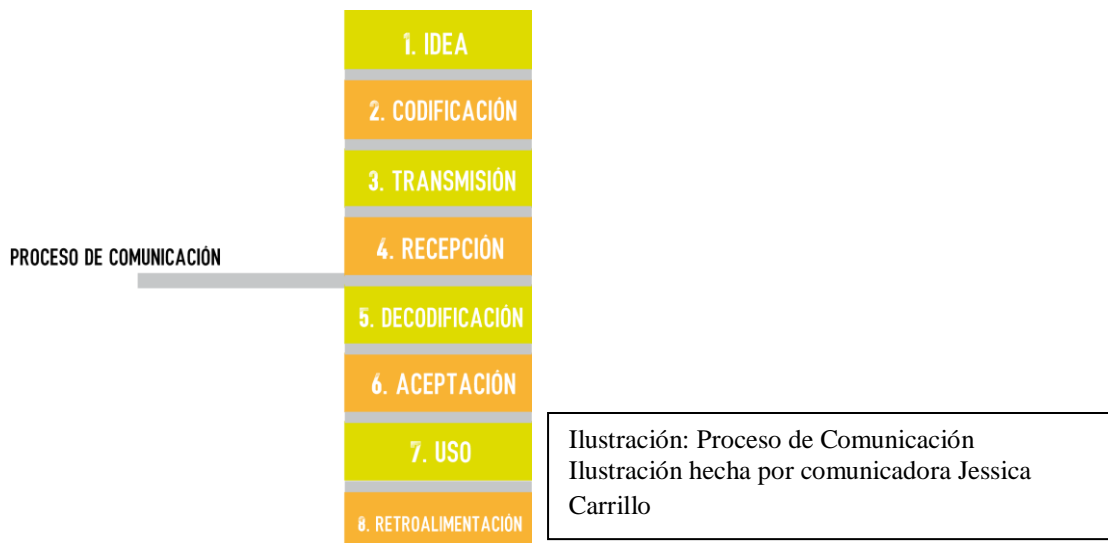 1. IDEA
2. CODIFICACIÓN
3. TRANSMISIÓN
4. RECEPCIÓN
PROCESO DE COMUNICACIÓN
5. DECODIFICACIÓN
6. ACEPTACIÓN
7. USO
8. RETROALIMENTACIÓN
Ilustración: Proceso de Comunicación
Ilustración hecha por comunicadora Jessica
Carrillo